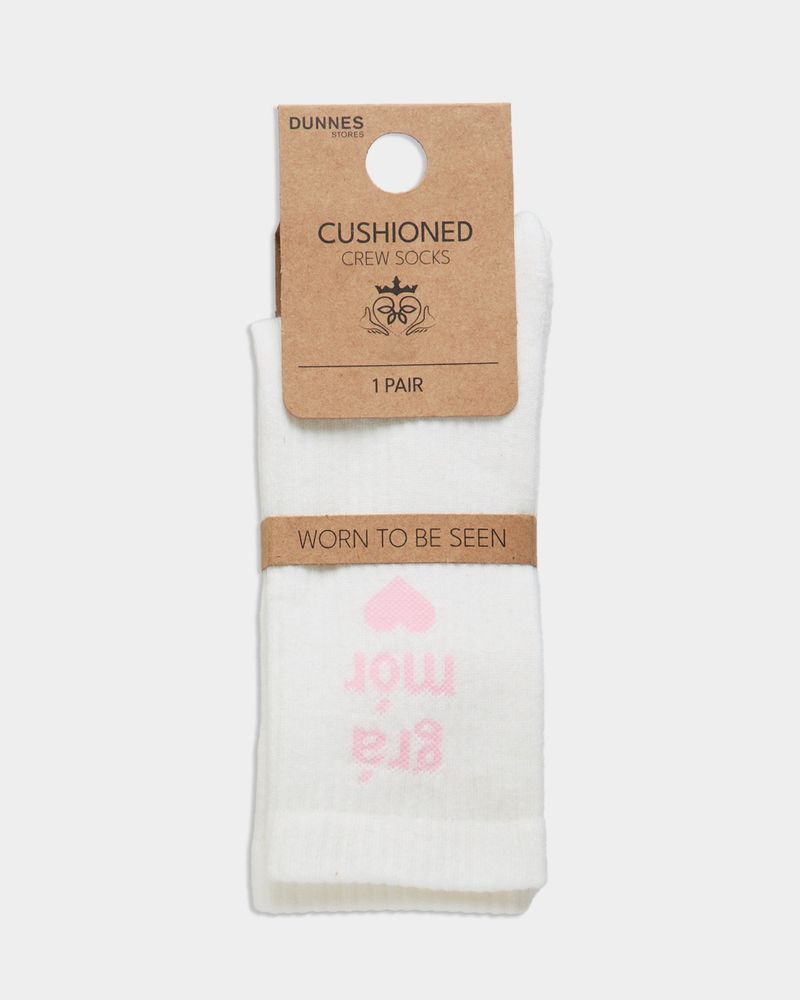 DUNNES
STORES
CUSHIONED
CREW SOCKS
1 PAIR
WORN TO BE SEEN
grá
mór